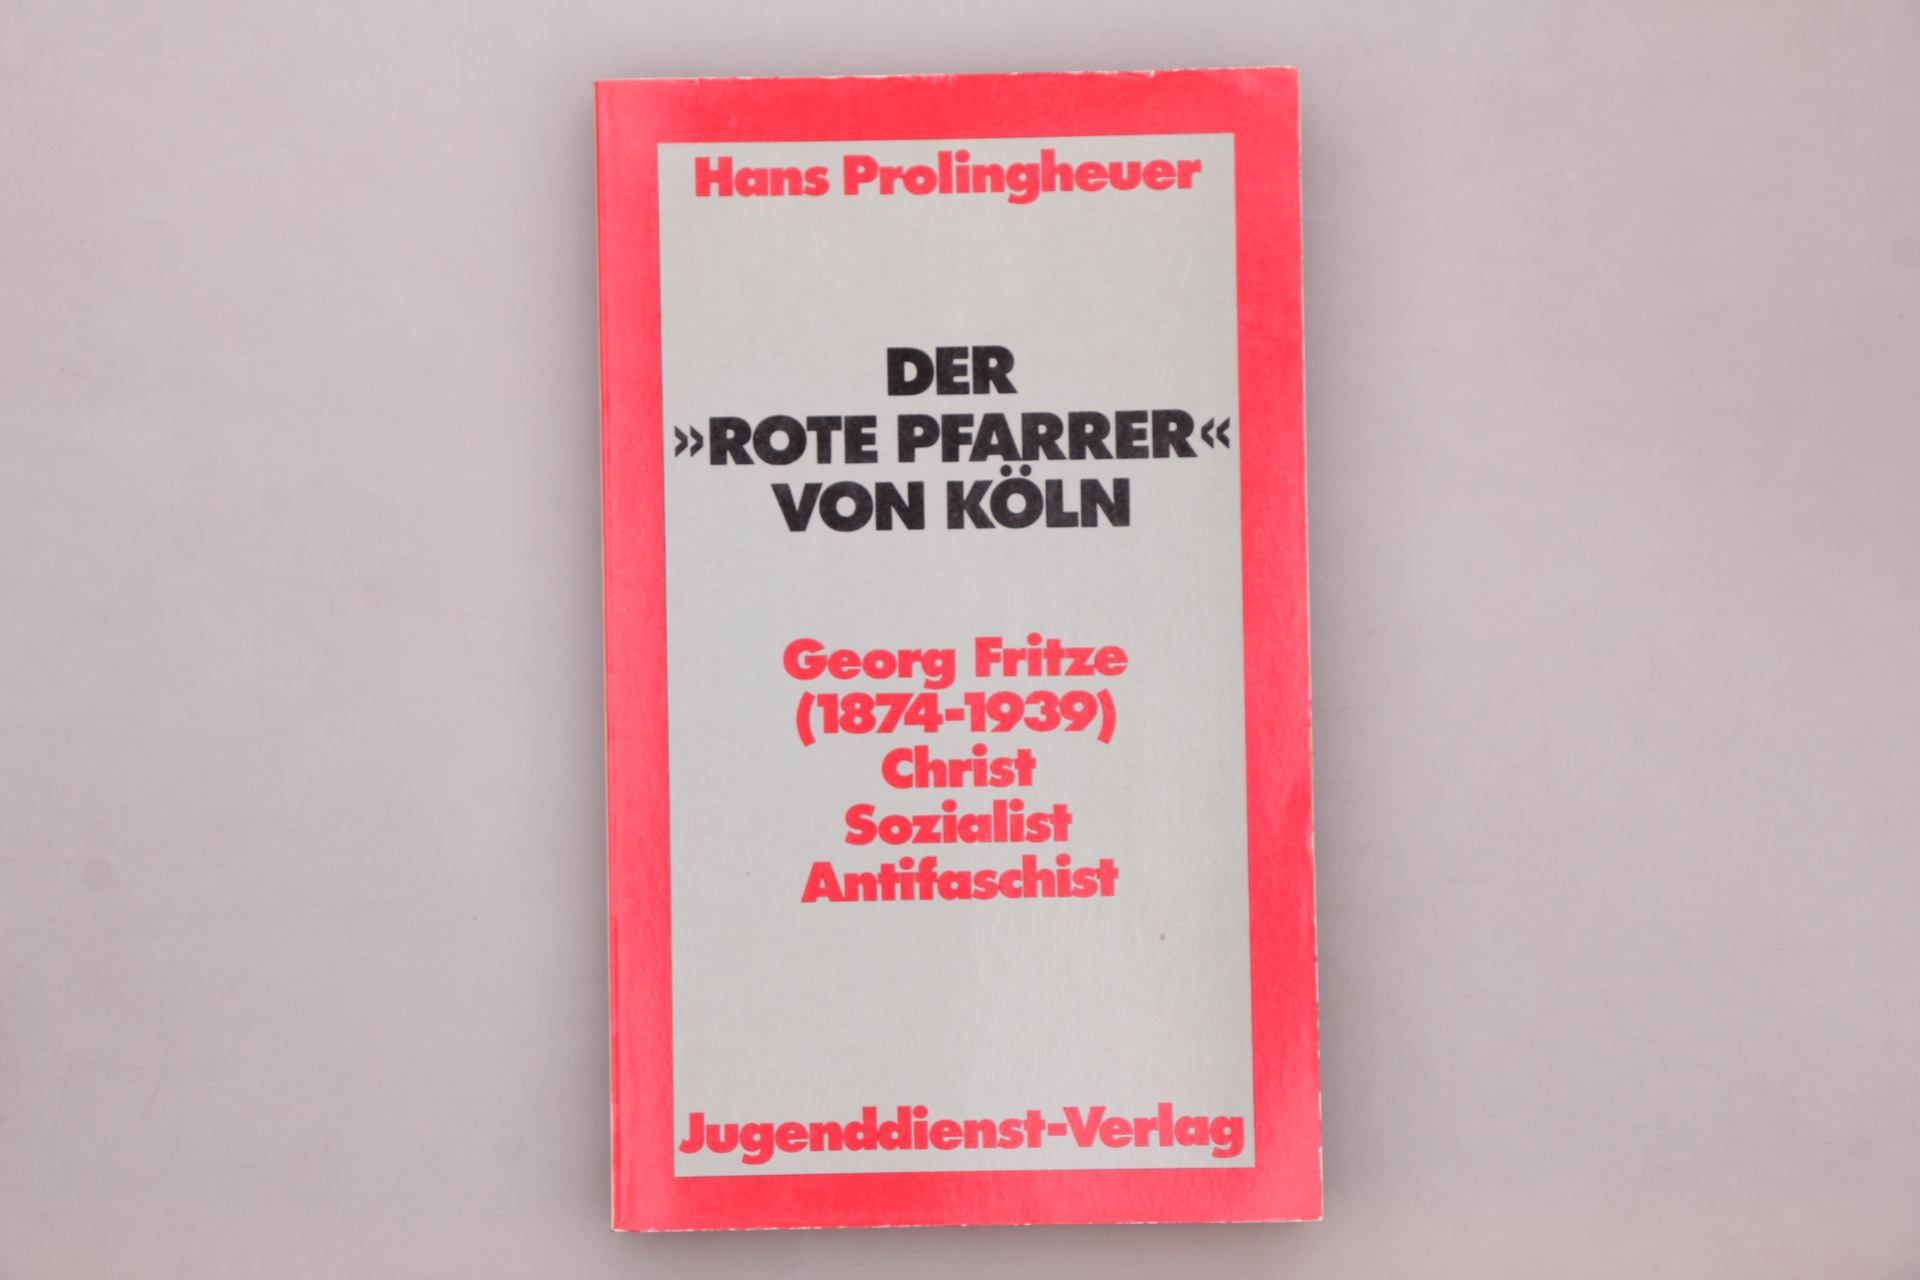 Hans Prolingheuer
DER
»ROTE PFARRER«
VON KÖLN
Georg Fritze
(1874-1939)
Christ
Sozialist
Antifaschist
Jugenddienst-Verlag